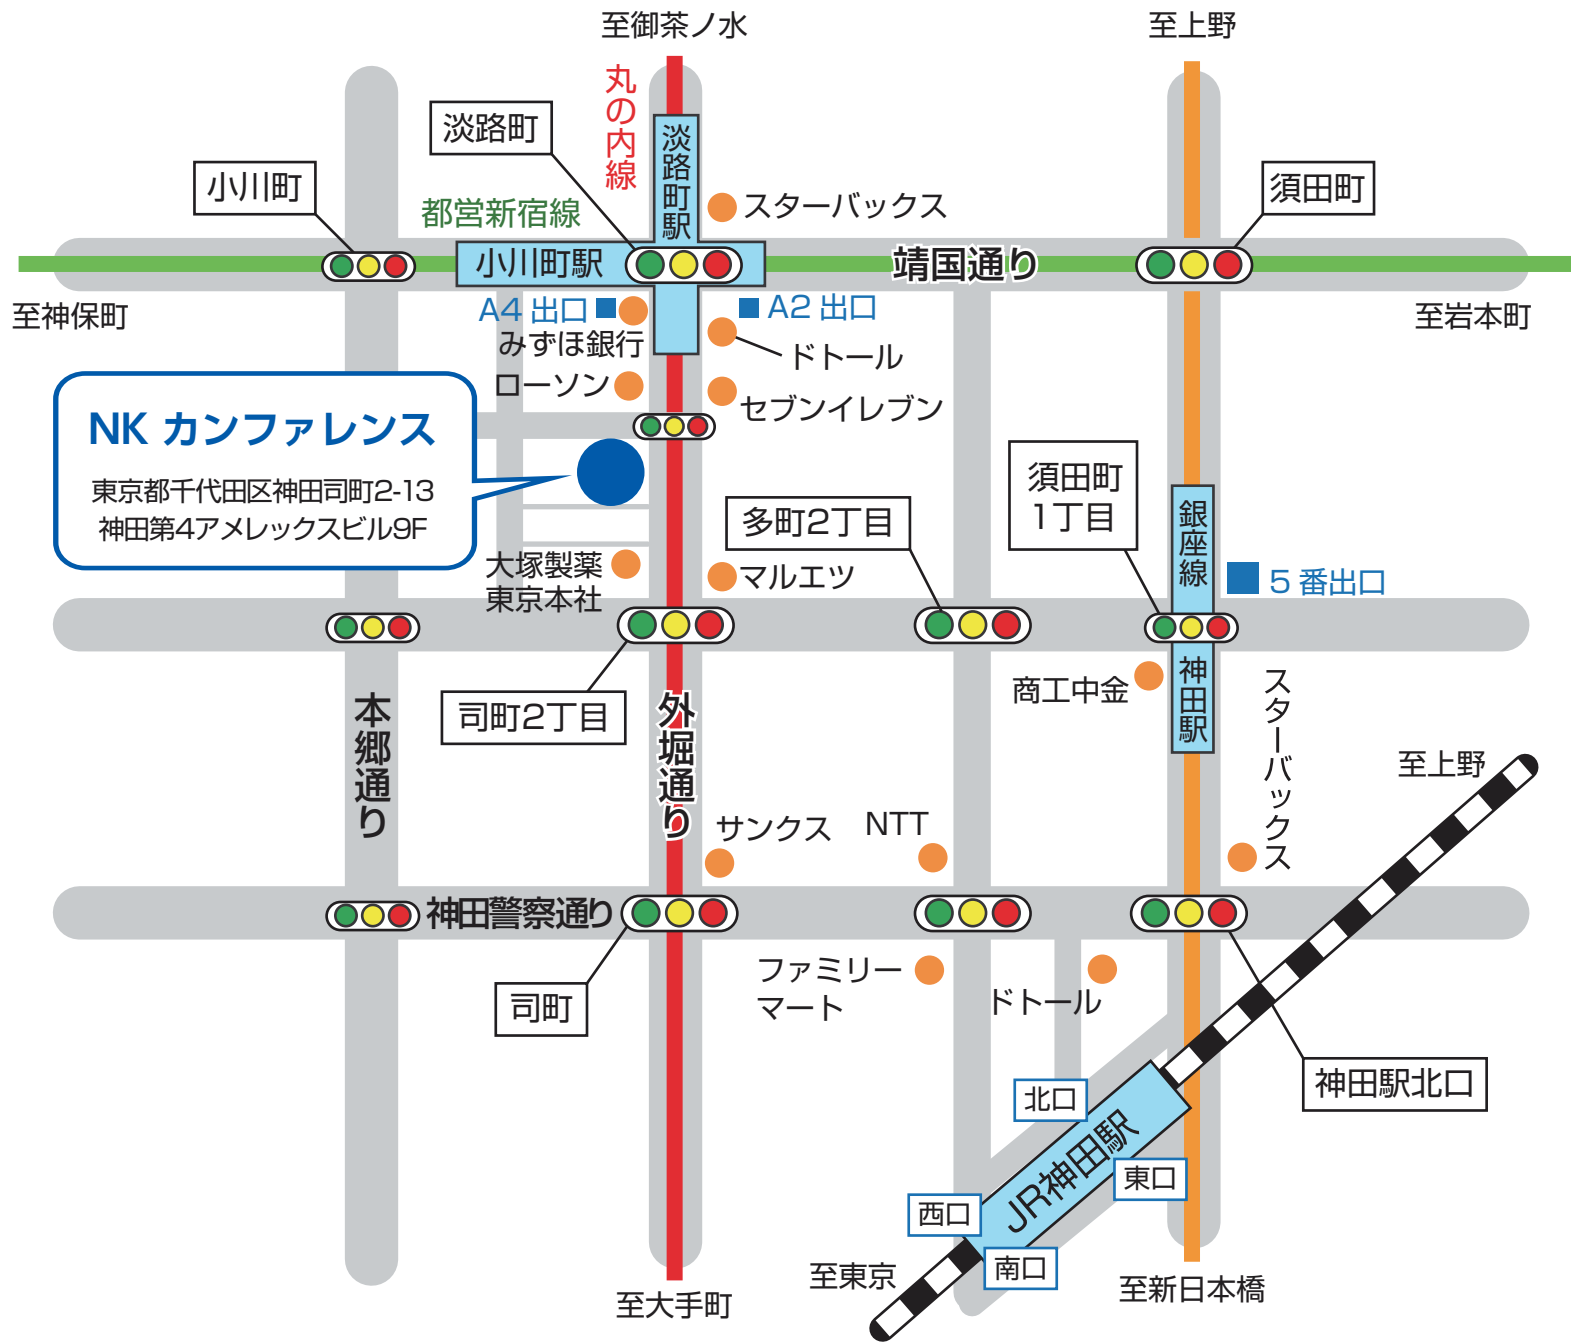 至御茶ノ水
至上野
丸の内線
淡路町
淡路町駅
小川町
須田町
都営新宿線
スターバックス
小川町駅
靖国通り
至神保町
至岩本町
A4 出口
A2 出口
みずほ銀行
ドトール
ローソン
セブンイレブン
NK カンファレンス
東京都千代田区神田司町2-13
神田第4アメレックスビル9F
須田町
1丁目
多町2丁目
銀座線
5 番出口
大塚製薬
東京本社
マルエツ
神田駅
商工中金
スターバックス
司町2丁目
本郷通り
外堀通り
至上野
サンクス
NTT
神田警察通り
ファミリー
マート
ドトール
司町
神田駅北口
北口
JR神田駅
東口
西口
南口
至東京
至新日本橋
至大手町